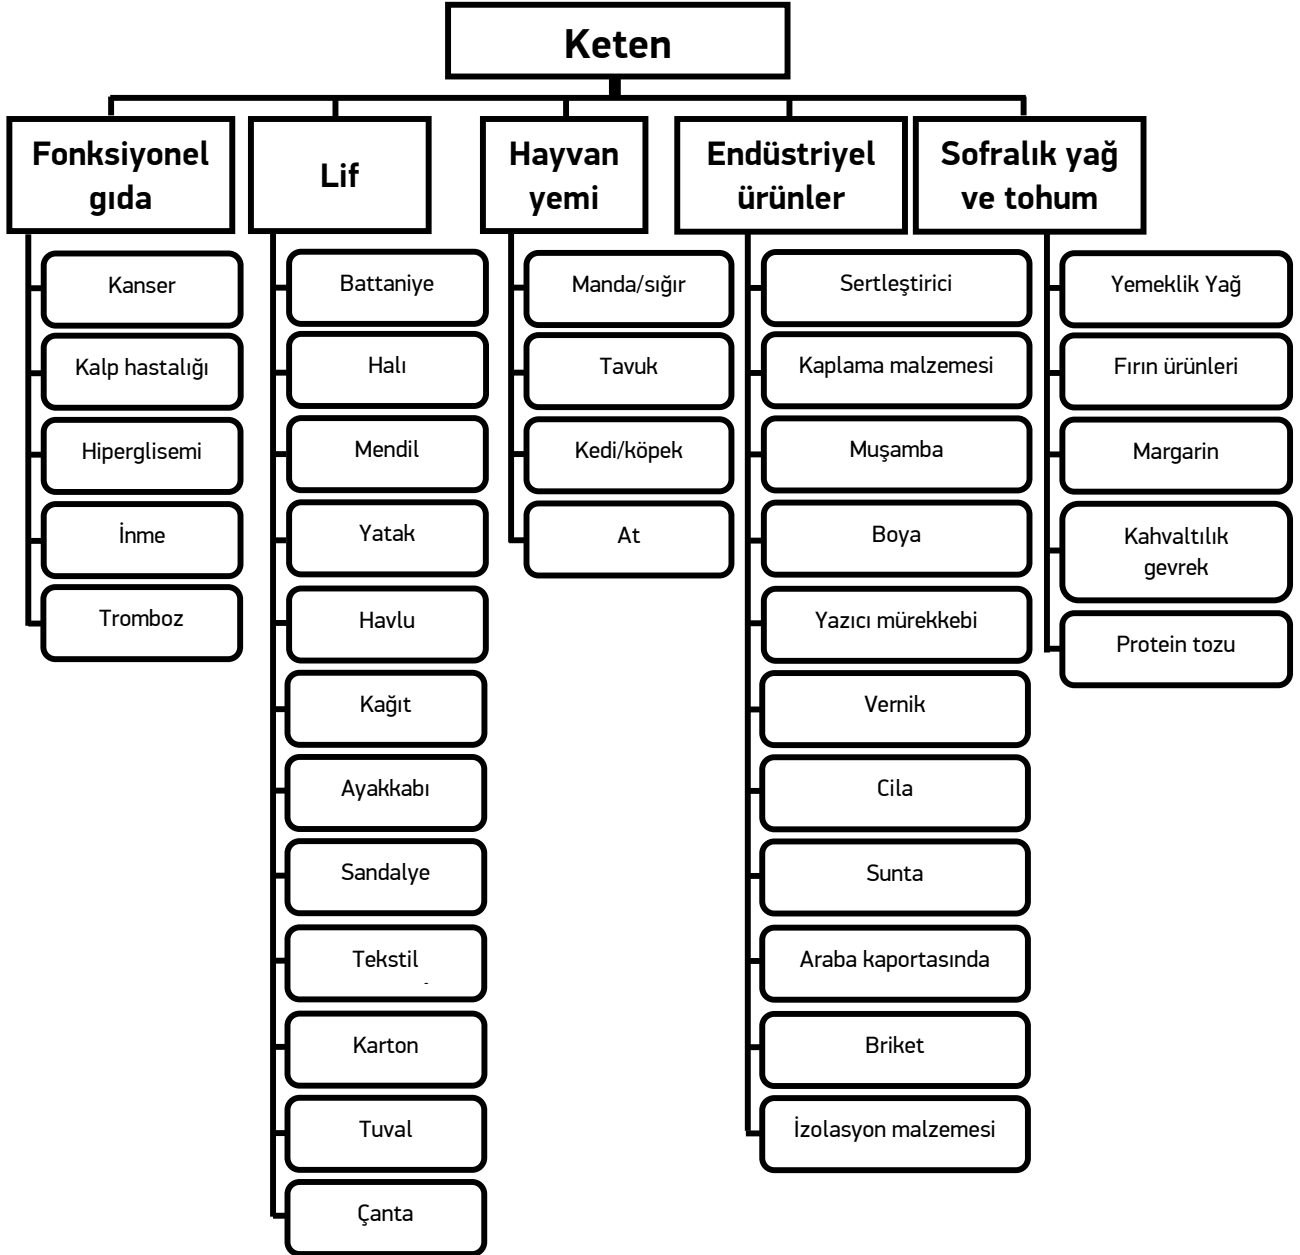 Keten
Fonksiyonel
gıda
Kanser
Kalp hastalığı
Hiperglisemi
İnme
Tromboz
Lif
Battaniye
Halı
Mendil
Yatak
Havlu
Kağıt
Ayakkabı
Sandalye
Tekstil
Karton
Tuval
Çanta
Hayvan
yemi
Manda/sığır
Tavuk
Kedi/köpek
At
Endüstriyel
ürünler
Sertleştirici
Kaplama malzemesi
Muşamba
Boya
Yazıcı mürekkebi
Vernik
Cila
Sunta
Araba kaportasında
Briket
İzolasyon malzemesi
Sofralık yağ
ve tohum
Yemeklik Yağ
Fırın ürünleri
Margarin
Kahvaltılık
gevrek
Protein tozu